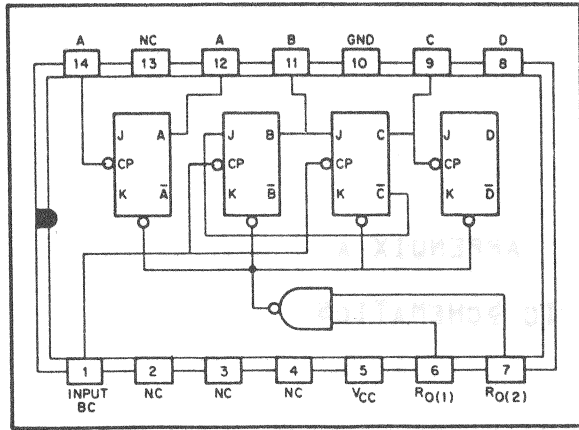 A NC A B GND C D
14 13 12 11 10 9 8
J A J B J C J D
CP CP CP CP
K A̅ K B̅ K C̅ K D̅
1 2 3 4 5 6 7
INPUT BC NC NC NC VCC RO(1) RO(2)